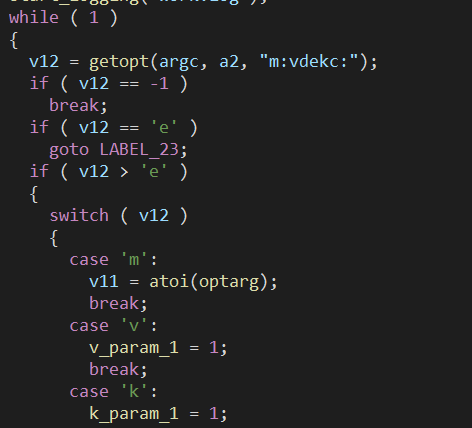 while ( 1 )
{
v12 = getopt(argc, a2, "m:vdekc:");
if ( v12 == -1 )
break;
if ( v12 == 'e' )
goto LABEL_23;
if ( v12 > 'e' )
{
switch ( v12 )
{
case 'm':
v11 = atoi(optarg);
break;
case 'v':
v_param_1 = 1;
break;
case 'k':
k_param_1 = 1;